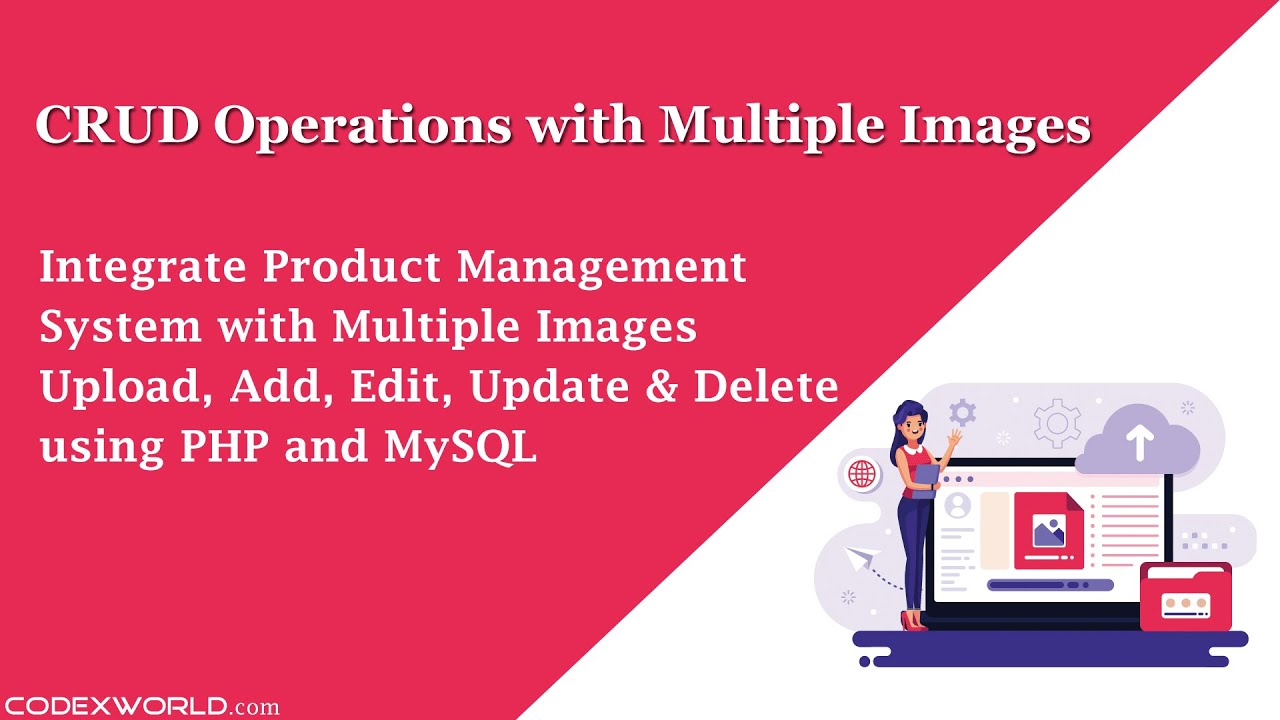 CRUD Operations with Multiple Images
Integrate Product Management
System with Multiple Images
Upload, Add, Edit, Update & Delete
using PHP and MySQL
CODEXWORLD.com